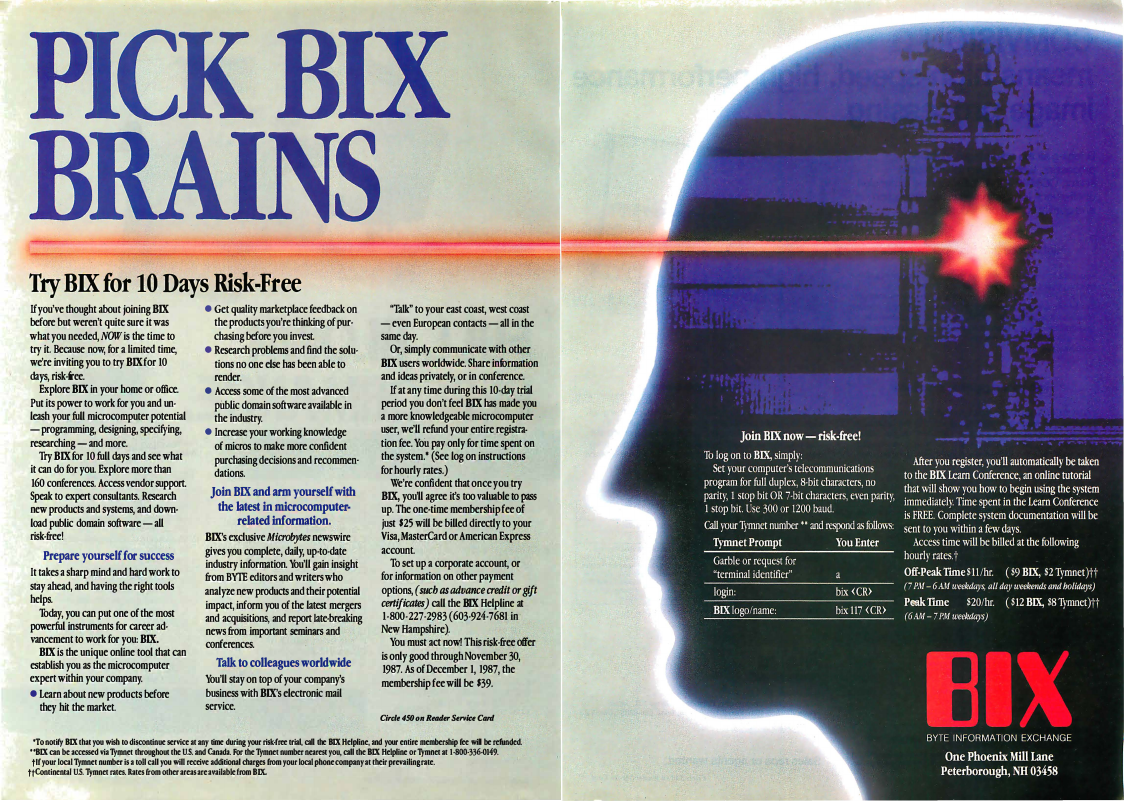 PICK BIX
BRAINS
Try BIX for 10 Days Risk-Free
If you've thought about joining BIX
before but weren't quite sure it was
what you needed, NOW is the time to
try it. Because now, for a limited time,
we're inviting you to try BIX for 10
days, risk-free.
Explore BIX in your home or office.
Put its power to work for you and un-
leash your full microcomputer potential
— programming, designing, specifying,
researching — and more.
Try BIX for 10 full days and see what
it can do for you. Explore more than
160 conferences. Access vendor support.
Speak to expert consultants. Research
new products and systems, and down-
load public domain software — all
risk-free!
Prepare yourself for success
It takes a sharp mind and hard work to
stay ahead, and having the right tools
helps.
Today, you can put one of the most
powerful instruments for career ad-
vancement to work for you: BIX.
BIX is the unique online tool that can
establish you as the microcomputer
expert within your company.
● Learn about new products before
they hit the market.
● Get quality marketplace feedback on
the products you're thinking of pur-
chasing before you invest.
● Research problems and find the solu-
tions no one else has been able to
render.
● Access some of the most advanced
public domain software available in
the industry.
● Increase your working knowledge
of micros to make more confident
purchasing decisions and recommen-
dations.
Join BIX and arm yourself with
the latest in microcomputer-
related information.
BIX's exclusive Microbytes newswire
gives you complete, daily, up-to-date
industry information. You'll gain insight
from BYTE editors and writers who
analyze new products and their potential
impact, inform you of the latest mergers
and acquisitions, and report late-breaking
news from important seminars and
conferences.
Talk to colleagues worldwide
You'll stay on top of your company's
business with BIX's electronic mail
service.
"Talk" to your east coast, west coast
— even European contacts — all in the
same day.
Or, simply communicate with other
BIX users worldwide. Share information
and ideas privately, or in conference.
If at any time during this 10-day trial
period you don't feel BIX has made you
a more knowledgeable microcomputer
user, we'll refund your entire registra-
tion fee. You pay only for time spent on
the system.* (See log on instructions
for hourly rates.)
We're confident that once you try
BIX, you'll agree it's too valuable to pass
up. The one-time membership fee of
just $25 will be billed directly to your
Visa, MasterCard or American Express
account.
To set up a corporate account, or
for information on other payment
options, (such as advance credit or gift
certificates) call the BIX Helpline at
1-800-227-2983 (603-924-7681 in
New Hampshire).
You must act now! This risk-free offer
is only good through November 30,
1987. As of December 1, 1987, the
membership fee will be $39.
Circle 450 on Reader Service Card
*To notify BIX that you wish to discontinue service at any time during your risk-free trial, call the BIX Helpline, and your entire membership fee will be refunded.
**BIX can be accessed via Tymnet throughout the U.S. and Canada. For the Tymnet number nearest you, call the BIX Helpline or Tymnet at 1-800-336-0149.
†If your local Tymnet number is a toll call you will receive additional charges from your local phone company at their prevailing rate.
††Continental U.S. Tymnet rates. Rates from other areas are available from BIX.
Join BIX now — risk-free!
To log on to BIX, simply:
Set your computer's telecommunications
program for full duplex, 8-bit characters, no
parity, 1 stop bit OR 7-bit characters, even parity,
1 stop bit. Use 300 or 1200 baud.
Call your Tymnet number ** and respond as follows:
Tymnet Prompt You Enter
Garble or request for
"terminal identifier" a
login: bix <CR>
BIX logo/name: bix 117 <CR>
After you register, you'll automatically be taken
to the BIX Learn Conference, an online tutorial
that will show you how to begin using the system
immediately. Time spent in the Learn Conference
is FREE. Complete system documentation will be
sent to you within a few days.
Access time will be billed at the following
hourly rates.†
Off-Peak Time $11/hr. ($9 BIX, $2 Tymnet)††
(7 PM – 6 AM weekdays, all day weekends and holidays)
Peak Time $20/hr. ($12 BIX, $8 Tymnet)††
(6 AM – 7 PM weekdays)
BIX
BYTE INFORMATION EXCHANGE
One Phoenix Mill Lane
Peterborough, NH 03458